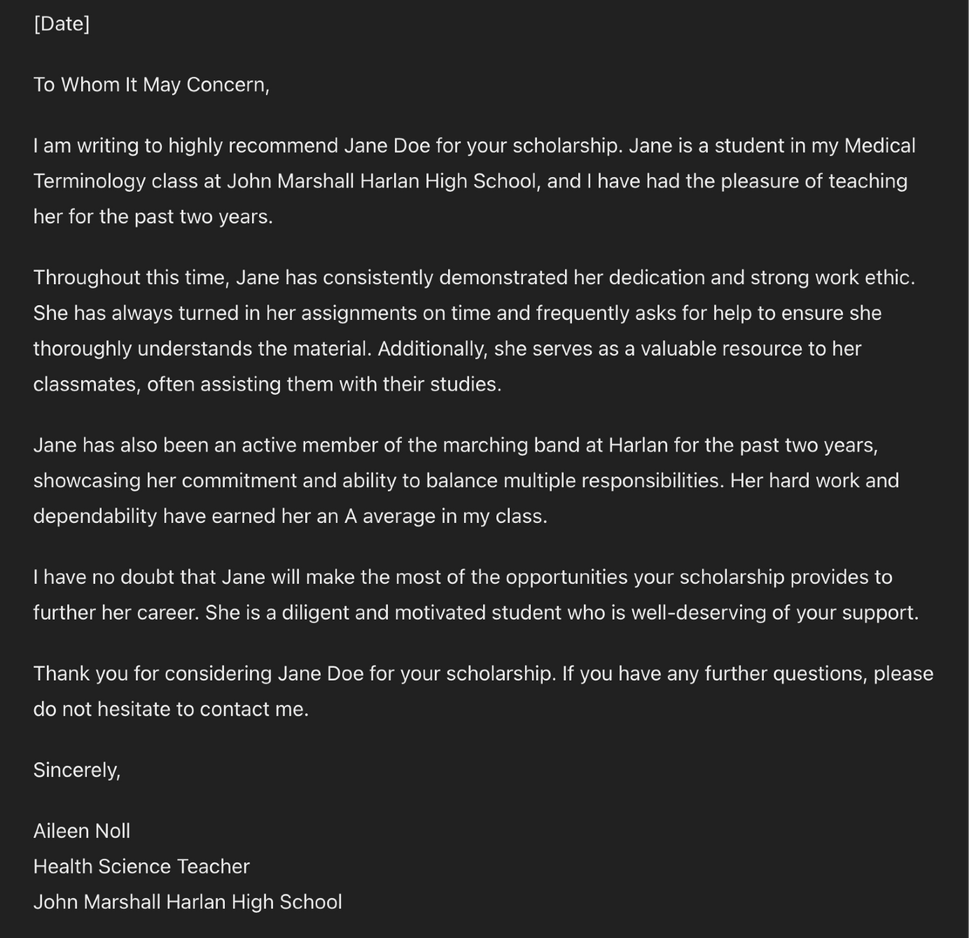 [Date]
To Whom It May Concern,
I am writing to highly recommend Jane Doe for your scholarship. Jane is a student in my Medical
Terminology class at John Marshall Harlan High School, and I have had the pleasure of teaching
her for the past two years.
Throughout this time, Jane has consistently demonstrated her dedication and strong work ethic.
She has always turned in her assignments on time and frequently asks for help to ensure she
thoroughly understands the material. Additionally, she serves as a valuable resource to her
classmates, often assisting them with their studies.
Jane has also been an active member of the marching band at Harlan for the past two years,
showcasing her commitment and ability to balance multiple responsibilities. Her hard work and
dependability have earned her an A average in my class.
I have no doubt that Jane will make the most of the opportunities your scholarship provides to
further her career. She is a diligent and motivated student who is well-deserving of your support.
Thank you for considering Jane Doe for your scholarship. If you have any further questions, please
do not hesitate to contact me.
Sincerely,
Aileen Noll
Health Science Teacher
John Marshall Harlan High School